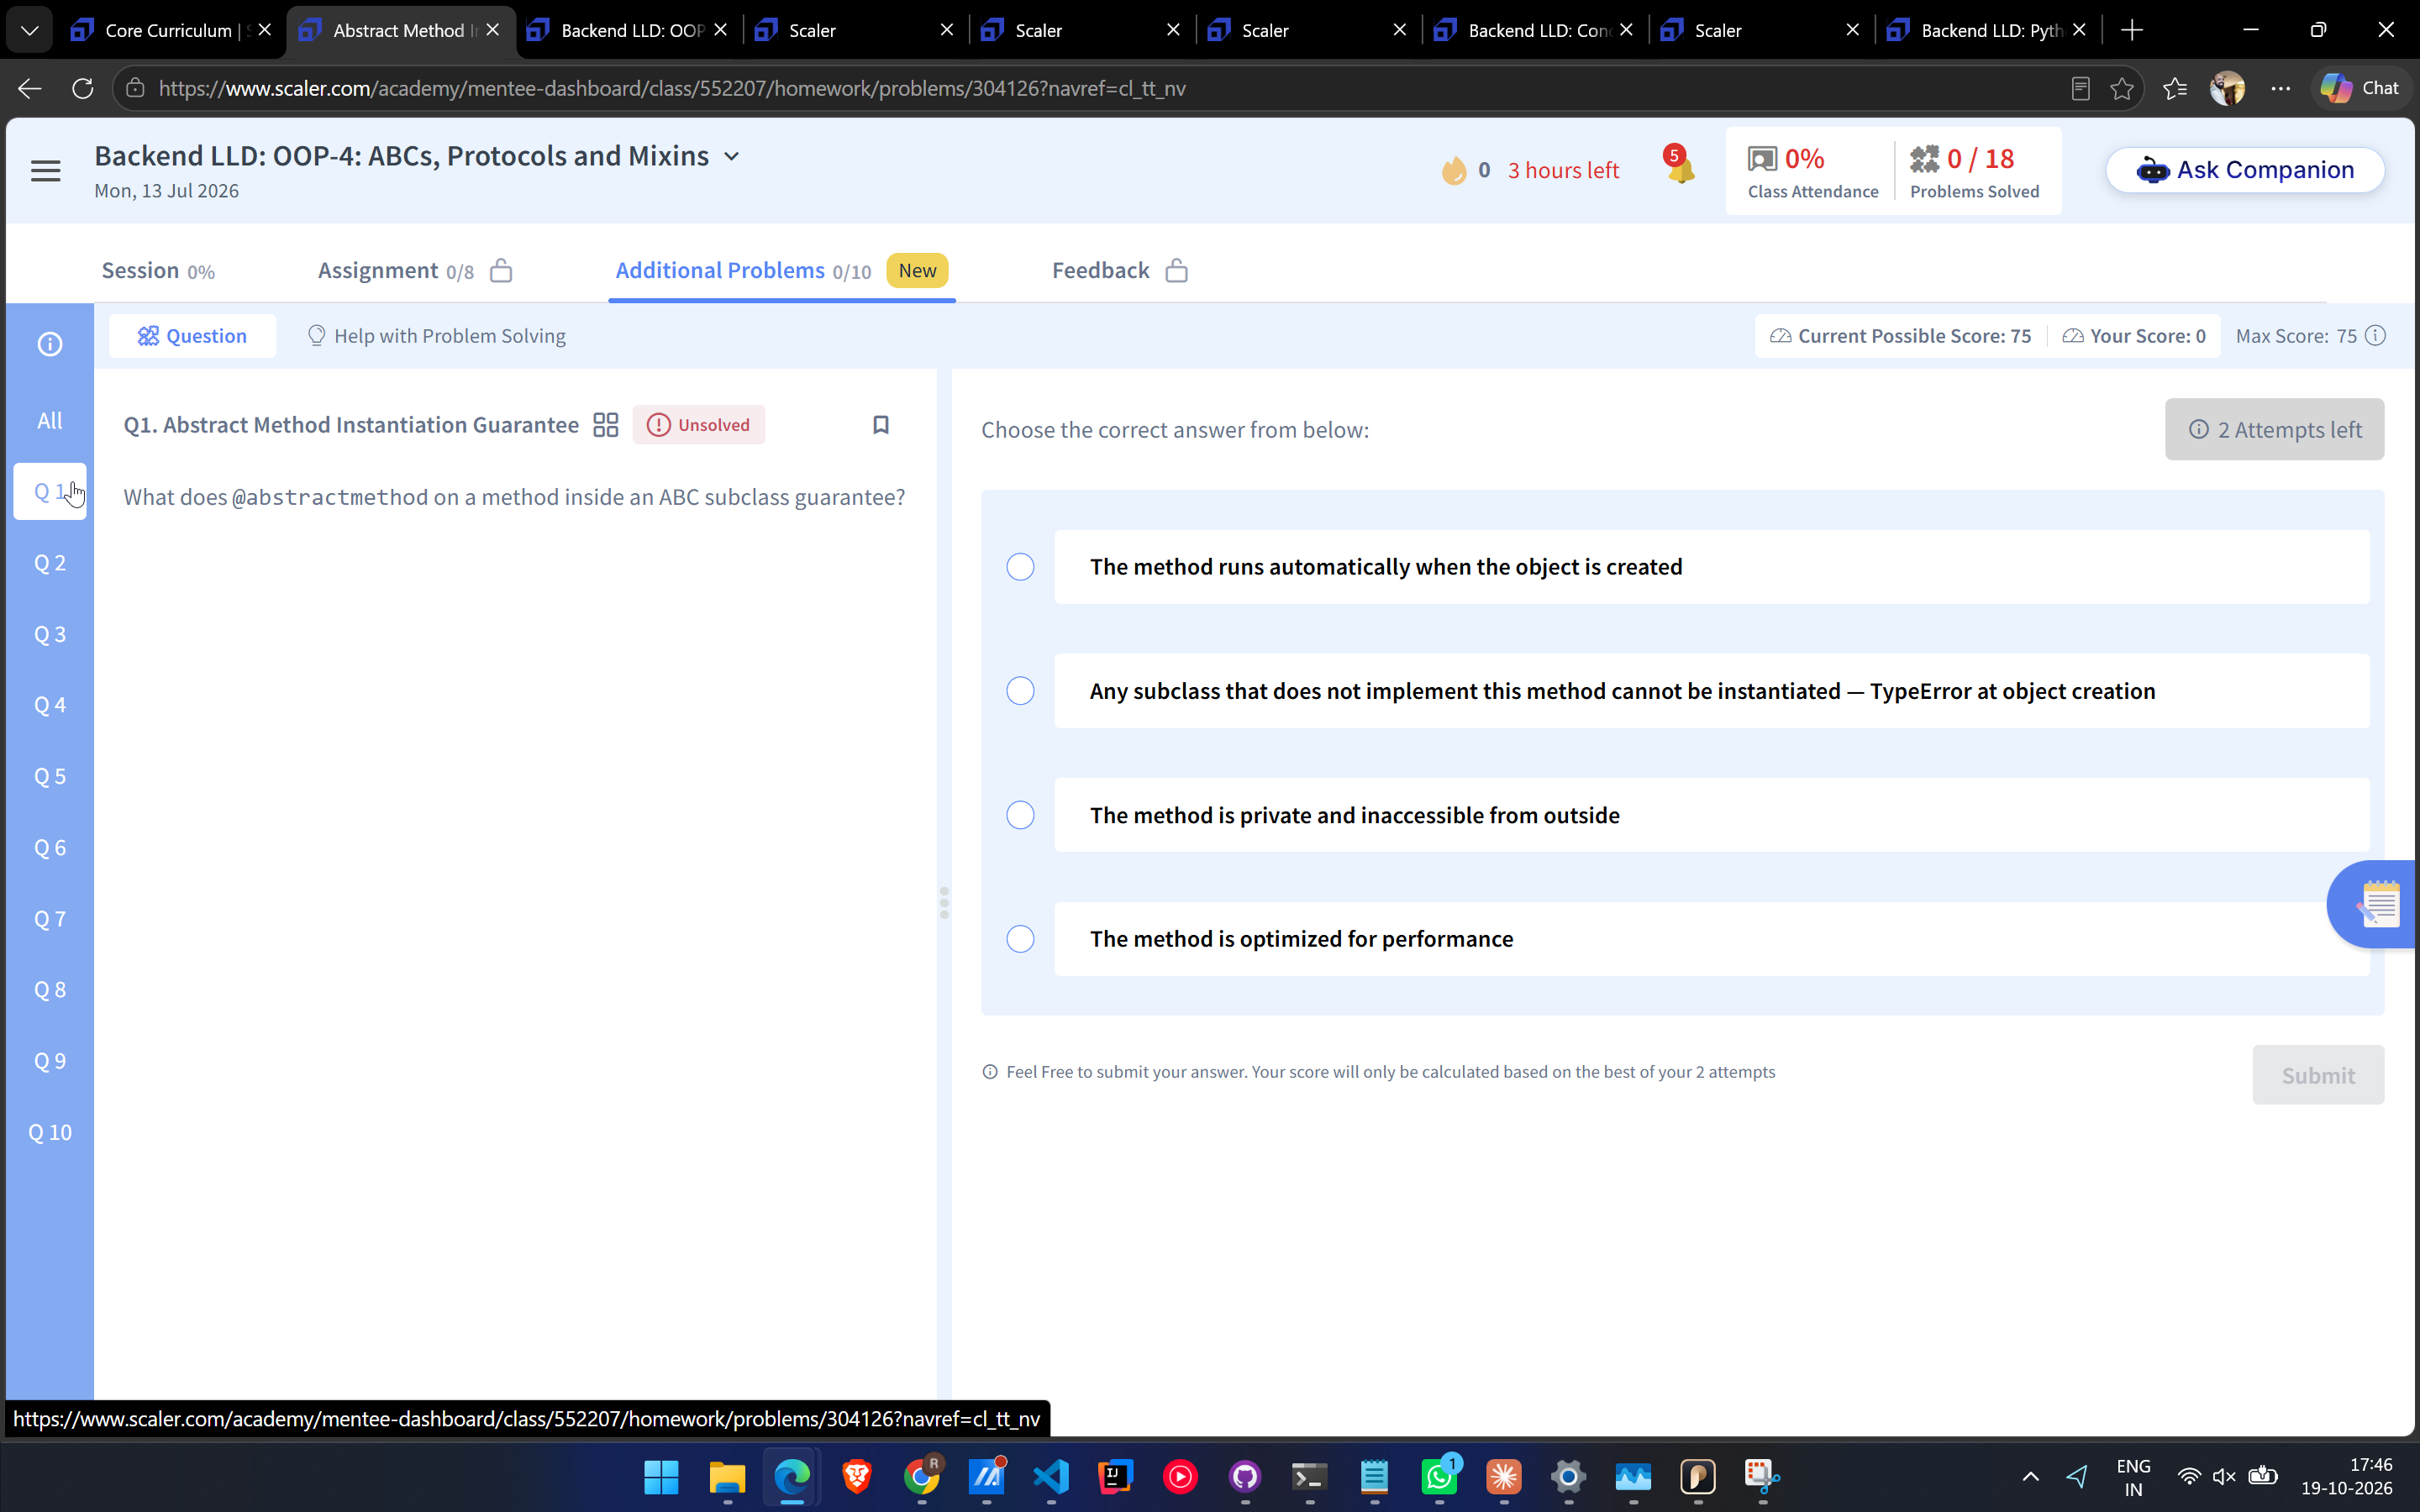 Core Curriculum |
Abstract Method
Backend LLD: OOP
Scaler
Scaler
Scaler
Backend LLD: Con
Scaler
Backend LLD: Pyth
https://www.scaler.com/academy/mentee-dashboard/class/552207/homework/problems/304126?navref=cl_tt_nv
Chat
Backend LLD: OOP-4: ABCs, Protocols and Mixins
Mon, 13 Jul 2026
0 3 hours left
5
0%
Class Attendance
0 / 18
Problems Solved
Ask Companion
Session 0%
Assignment 0/8
Additional Problems 0/10 New
Feedback
Question
Help with Problem Solving
Current Possible Score: 75
Your Score: 0
Max Score: 75
All
Q 1
Q 2
Q 3
Q 4
Q 5
Q 6
Q 7
Q 8
Q 9
Q 10
Q1. Abstract Method Instantiation Guarantee
Unsolved
What does @abstractmethod on a method inside an ABC subclass guarantee?
Choose the correct answer from below:
2 Attempts left
The method runs automatically when the object is created
Any subclass that does not implement this method cannot be instantiated — TypeError at object creation
The method is private and inaccessible from outside
The method is optimized for performance
Feel Free to submit your answer. Your score will only be calculated based on the best of your 2 attempts
Submit
https://www.scaler.com/academy/mentee-dashboard/class/552207/homework/problems/304126?navref=cl_tt_nv
R
IJ
1
ENG
IN
17:46
19-10-2026